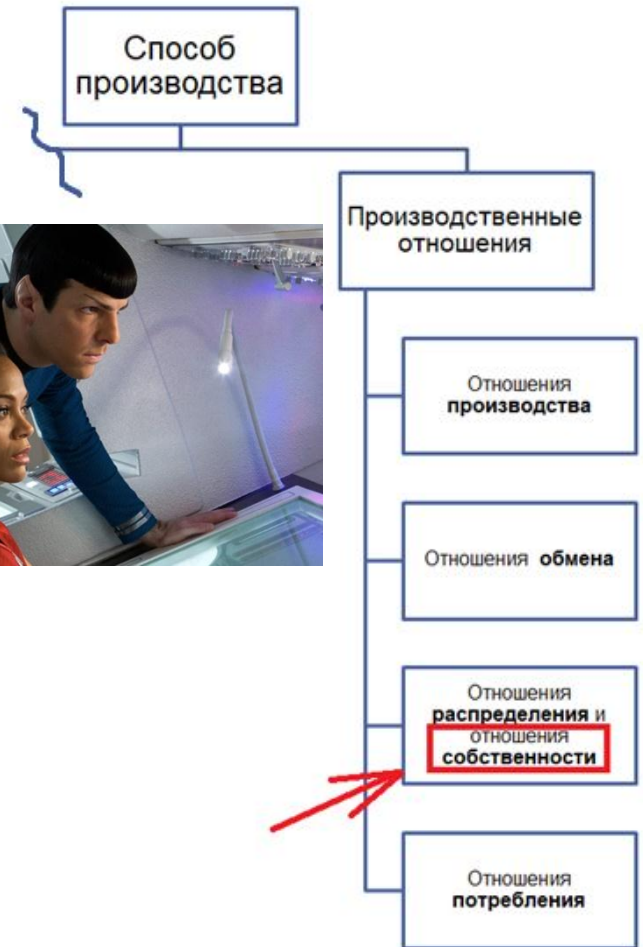 Способ
производства
Производственные
отношения
Отношения
производства
Отношения обмена
Отношения
распределения и
отношения
собственности
Отношения
потребления